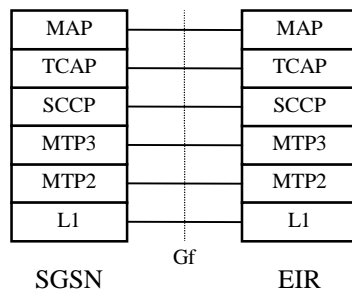 MAP MAP
TCAP TCAP
SCCP SCCP
MTP3 MTP3
MTP2 MTP2
L1 L1
Gf
SGSN EIR